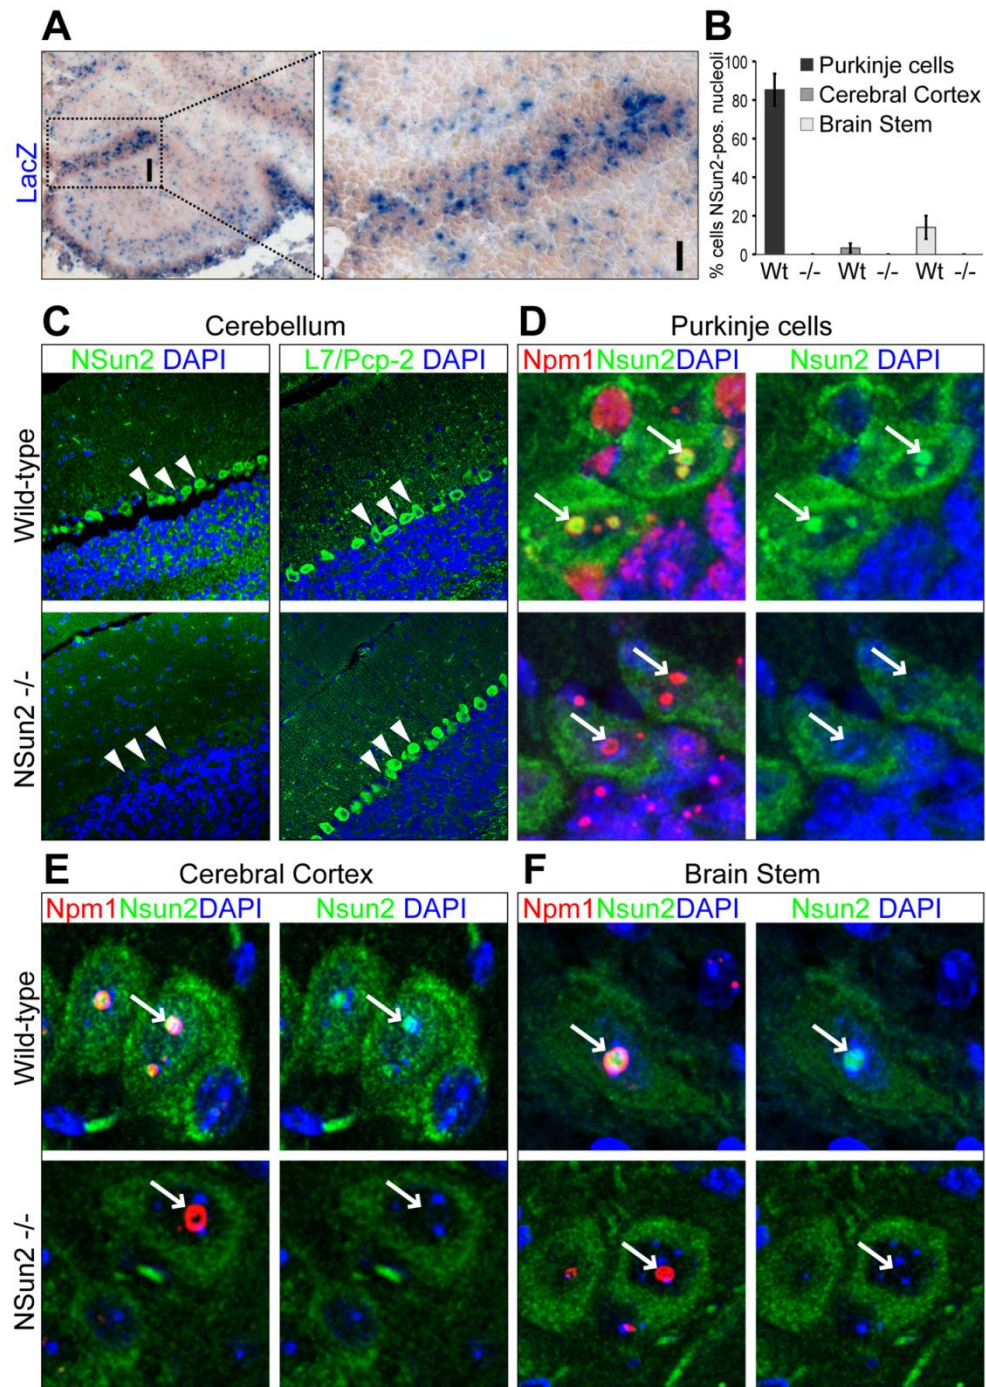 A
LacZ
B
% cells NSun2-pos. nucleoli
100
80
60
40
20
0
Purkinje cells
Cerebral Cortex
Brain Stem
Wt -/- Wt -/- Wt -/-
C
Cerebellum
NSun2 DAPI
L7/Pcp-2 DAPI
Wild-type
NSun2 -/-
D
Purkinje cells
Npm1Nsun2DAPI
Nsun2 DAPI
E
Cerebral Cortex
Npm1Nsun2DAPI
Nsun2 DAPI
Wild-type
NSun2 -/-
F
Brain Stem
Npm1Nsun2DAPI
Nsun2 DAPI